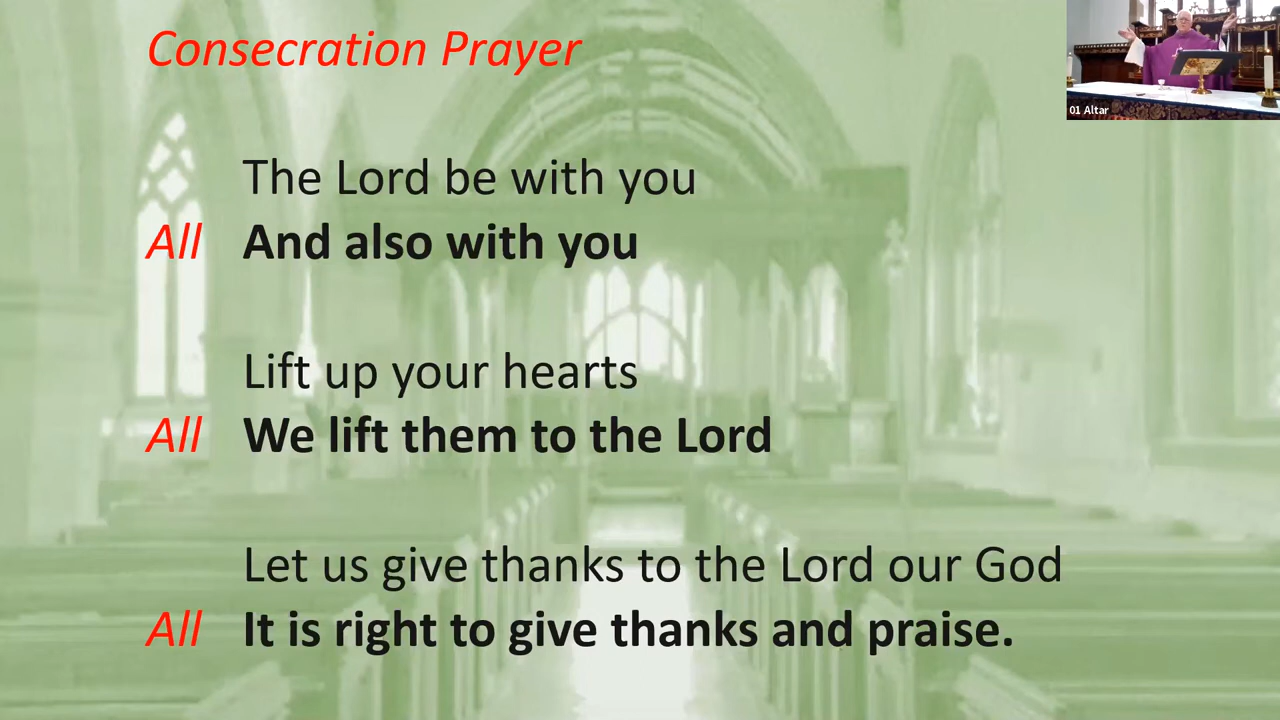 Consecration Prayer
01 Altar
The Lord be with you
All And also with you
Lift up your hearts
All We lift them to the Lord
Let us give thanks to the Lord our God
All It is right to give thanks and praise.